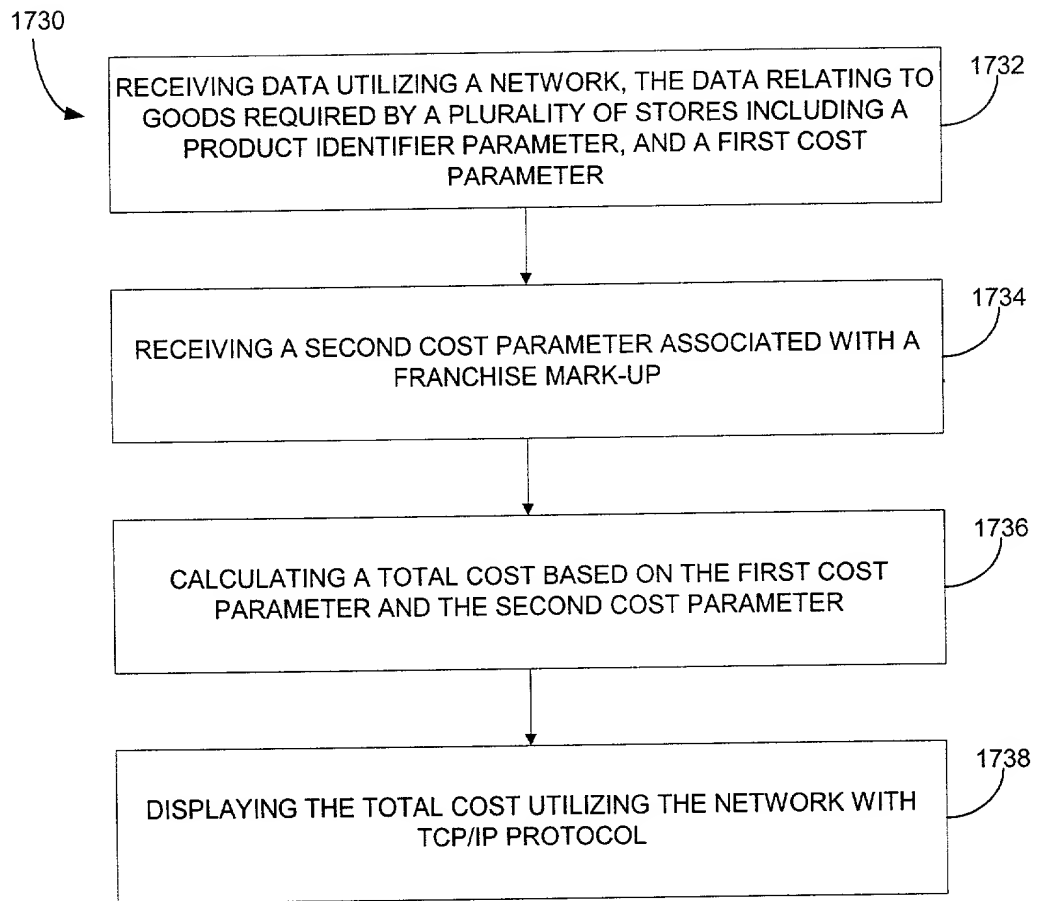 1730
RECEIVING DATA UTILIZING A NETWORK, THE DATA RELATING TO
GOODS REQUIRED BY A PLURALITY OF STORES INCLUDING A
PRODUCT IDENTIFIER PARAMETER, AND A FIRST COST
PARAMETER
1732
RECEIVING A SECOND COST PARAMETER ASSOCIATED WITH A
FRANCHISE MARK-UP
1734
CALCULATING A TOTAL COST BASED ON THE FIRST COST
PARAMETER AND THE SECOND COST PARAMETER
1736
DISPLAYING THE TOTAL COST UTILIZING THE NETWORK WITH
TCP/IP PROTOCOL
1738